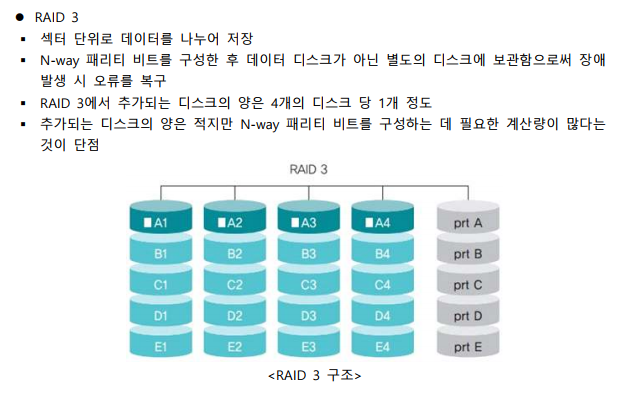 ● RAID 3
▪ 섹터 단위로 데이터를 나누어 저장
▪ N-way 패리티 비트를 구성한 후 데이터 디스크가 아닌 별도의 디스크에 보관함으로써 장애
발생 시 오류를 복구
▪ RAID 3에서 추가되는 디스크의 양은 4개의 디스크 당 1개 정도
▪ 추가되는 디스크의 양은 적지만 N-way 패리티 비트를 구성하는 데 필요한 계산량이 많다는
것이 단점
RAID 3
A1 A2 A3 A4 prt A
B1 B2 B3 B4 prt B
C1 C2 C3 C4 prt C
D1 D2 D3 D4 prt D
E1 E2 E3 E4 prt E
<RAID 3 구조>